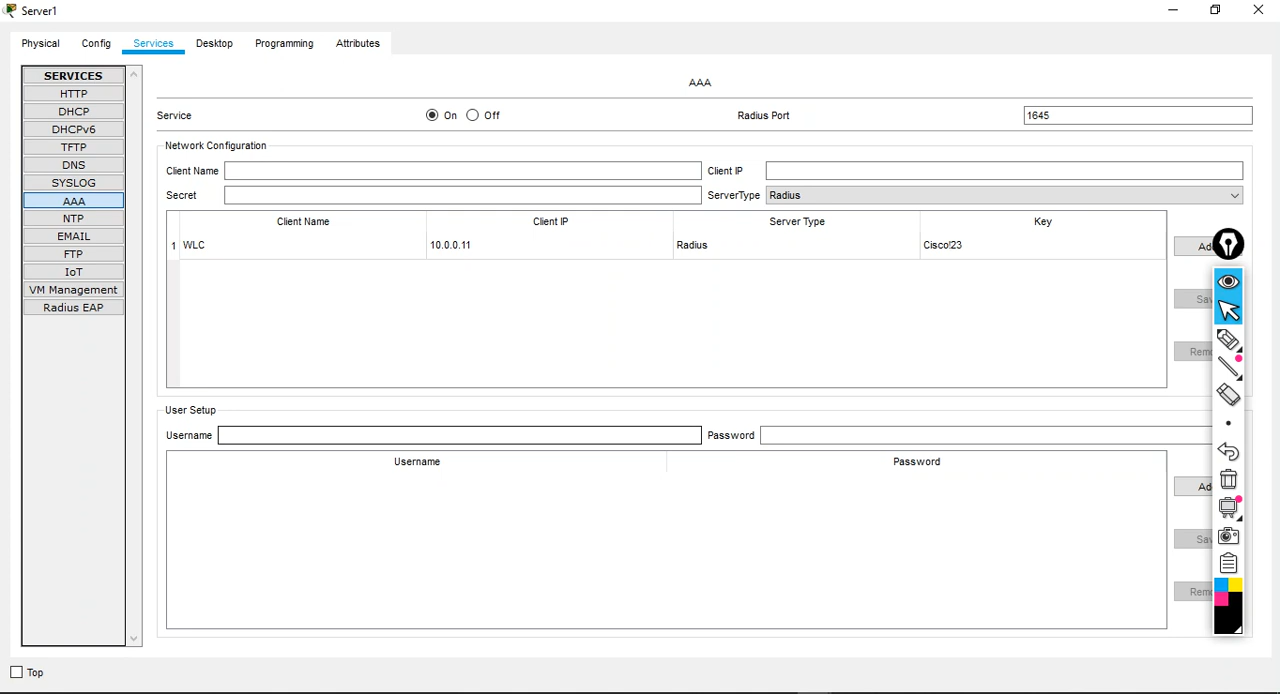 Server1
Physical Config Services Desktop Programming Attributes
SERVICES
HTTP
DHCP
DHCPv6
TFTP
DNS
SYSLOG
AAA
NTP
EMAIL
FTP
IoT
VM Management
Radius EAP
AAA
Service On Off Radius Port 1645
Network Configuration
Client Name Client IP
Secret ServerType Radius
Client Name Client IP Server Type Key
1 WLC 10.0.0.11 Radius Cisco!23
User Setup
Username Password
Username Password
Top